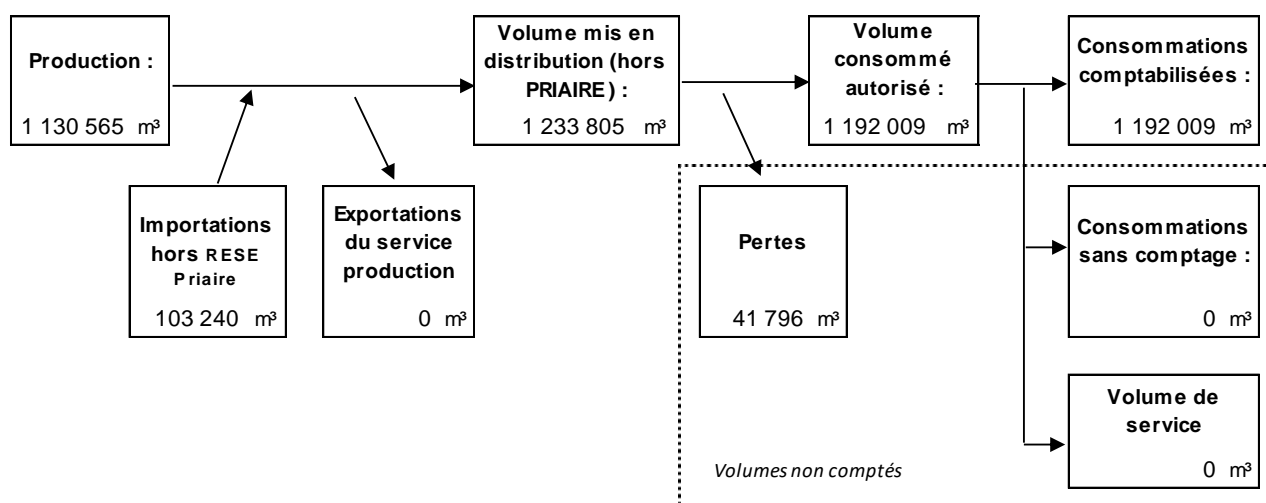 Production :
1 130 565 m³
Volume mis en
distribution (hors
PRIAIRE) :
1 233 805 m³
Volume
consommé
autorisé :
1 192 009 m³
Consommations
comptabilisées :
1 192 009 m³
Importations
hors RESE
Priaire
103 240 m³
Exportations
du service
production
0 m³
Pertes
41 796 m³
Consommations
sans comptage :
0 m³
Volume de
service
0 m³
Volumes non comptés